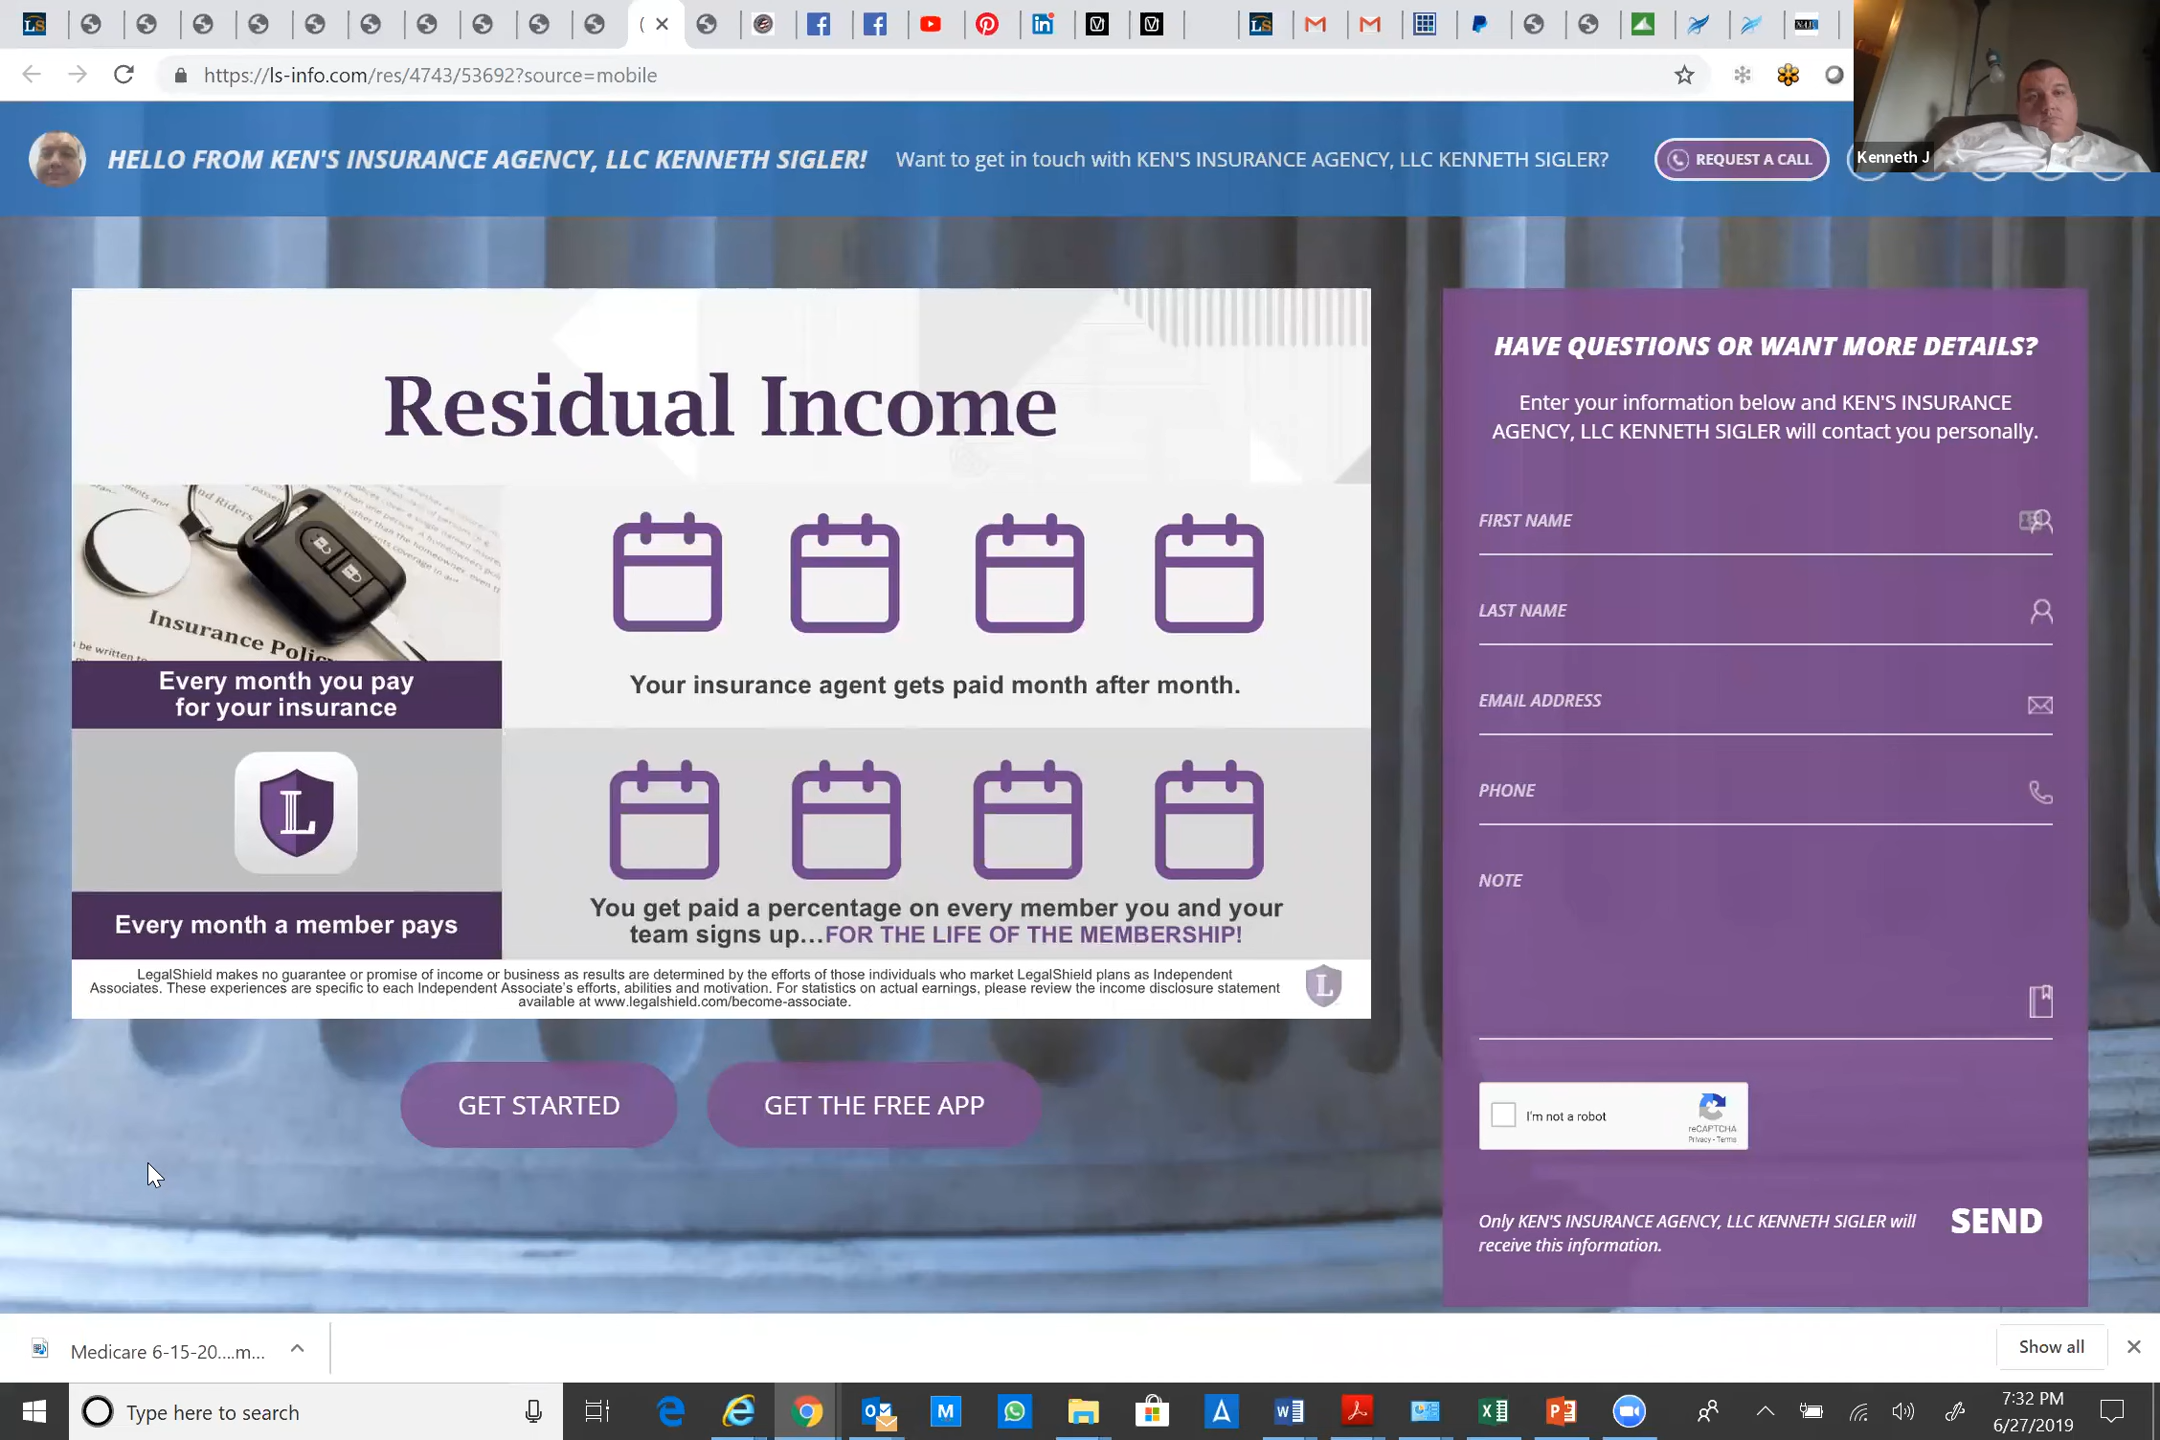 https://ls-info.com/res/4743/53692?source=mobile
HELLO FROM KEN'S INSURANCE AGENCY, LLC KENNETH SIGLER!
Want to get in touch with KEN'S INSURANCE AGENCY, LLC KENNETH SIGLER?
REQUEST A CALL
Kenneth J
Residual Income
Insurance Polic
Every month you pay
for your insurance
Your insurance agent gets paid month after month.
L
Every month a member pays
You get paid a percentage on every member you and your
team signs up...FOR THE LIFE OF THE MEMBERSHIP!
LegalShield makes no guarantee or promise of income or business as results are determined by the efforts of those individuals who market LegalShield plans as Independent
Associates. These experiences are specific to each Independent Associate's efforts, abilities and motivation. For statistics on actual earnings, please review the income disclosure statement
available at www.legalshield.com/become-associate.
L
GET STARTED
GET THE FREE APP
HAVE QUESTIONS OR WANT MORE DETAILS?
Enter your information below and KEN'S INSURANCE
AGENCY, LLC KENNETH SIGLER will contact you personally.
FIRST NAME
LAST NAME
EMAIL ADDRESS
PHONE
NOTE
I'm not a robot
reCAPTCHA
Privacy - Terms
Only KEN'S INSURANCE AGENCY, LLC KENNETH SIGLER will
receive this information.
SEND
Medicare 6-15-20....m...
Show all
Type here to search
7:32 PM
6/27/2019